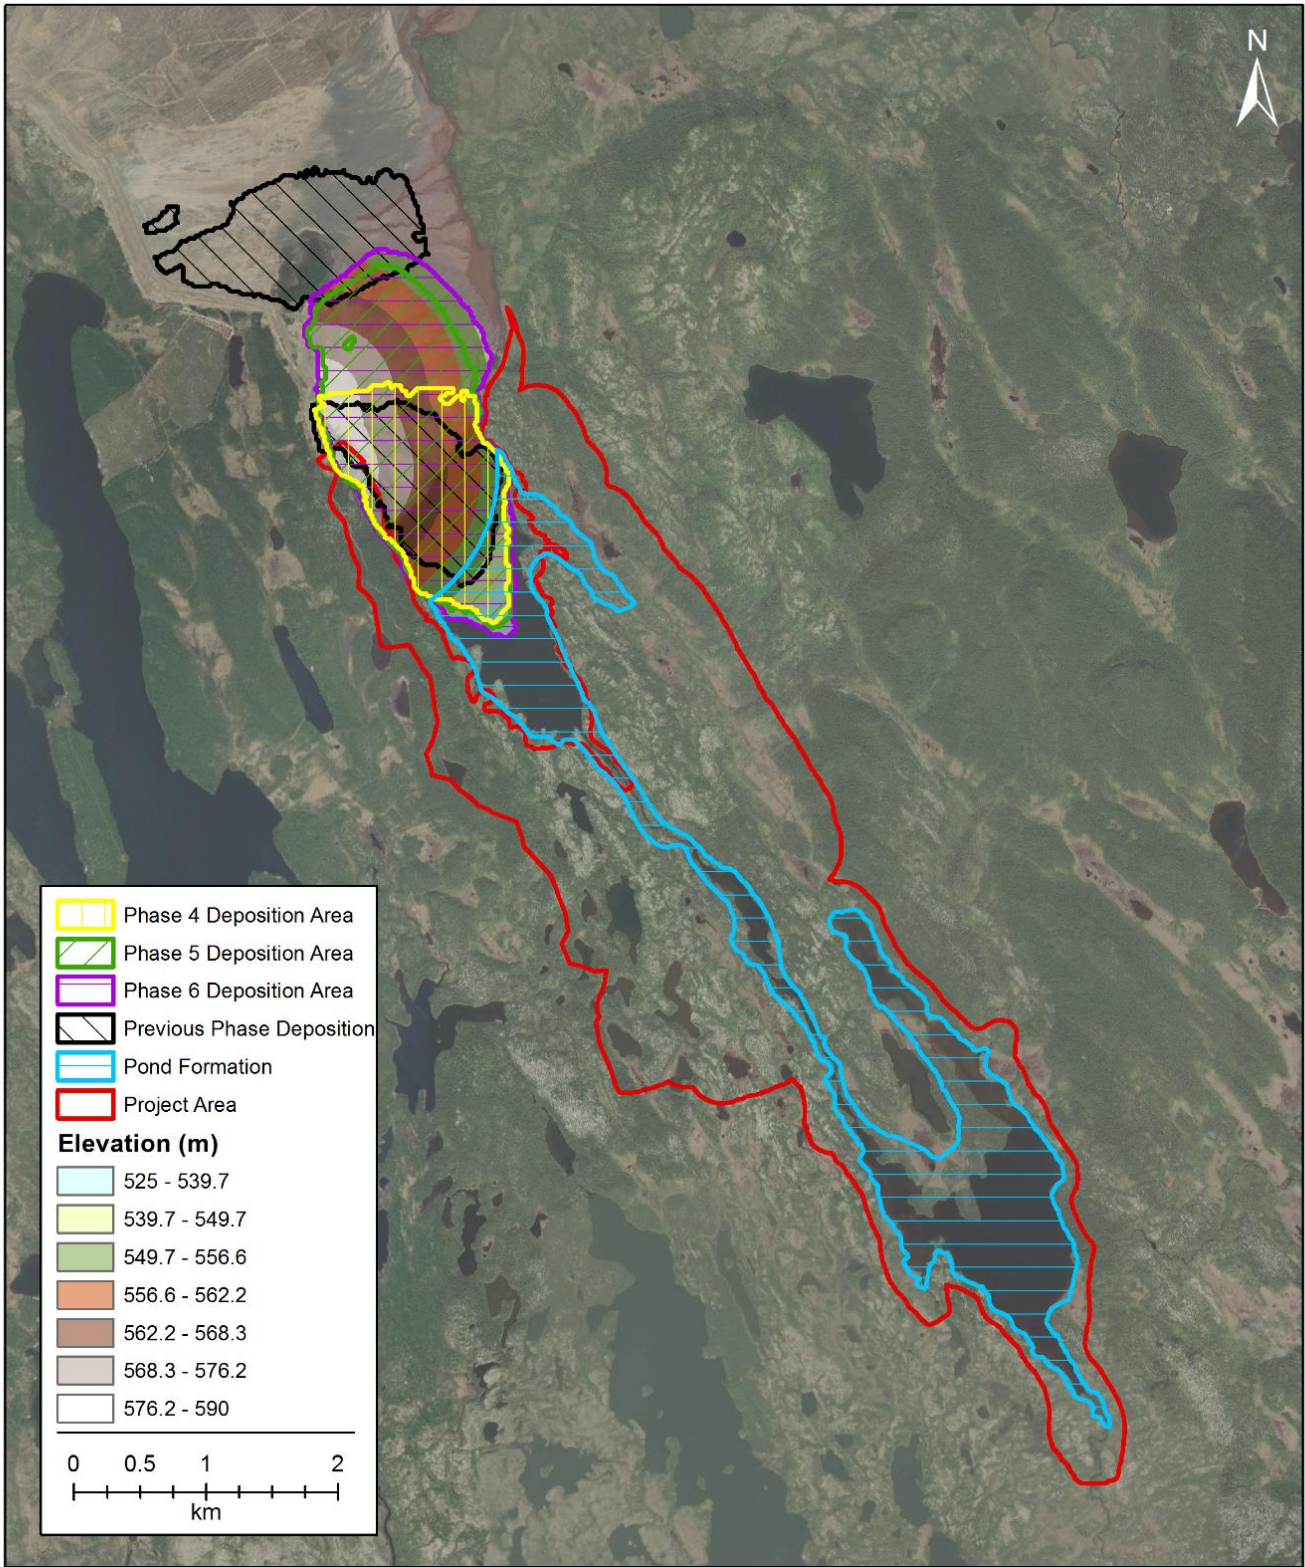 N
Phase 4 Deposition Area
Phase 5 Deposition Area
Phase 6 Deposition Area
Previous Phase Deposition
Pond Formation
Project Area
Elevation (m)
525 - 539.7
539.7 - 549.7
549.7 - 556.6
556.6 - 562.2
562.2 - 568.3
568.3 - 576.2
576.2 - 590
0 0.5 1 2
km